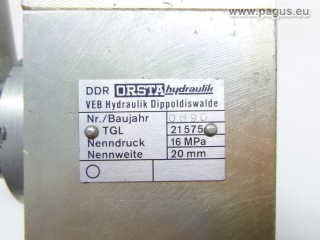 © www.pagus.eu
DDR ORSTA hydraulik
VEB Hydraulik Dippoldiswalde
Nr./Baujahr 0690
TGL 21575
Nenndruck 16 MPa
Nennweite 20 mm